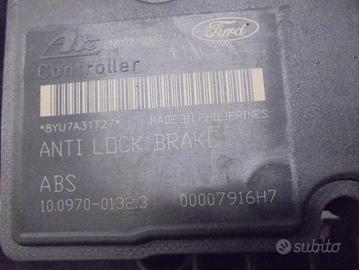 Ate
Ford
Controller
*8YU7A31T27*
MADE IN PHILIPPINES
ANTI LOCK BRAKE
ABS
10.0970-0132.3 00007916H7
subito